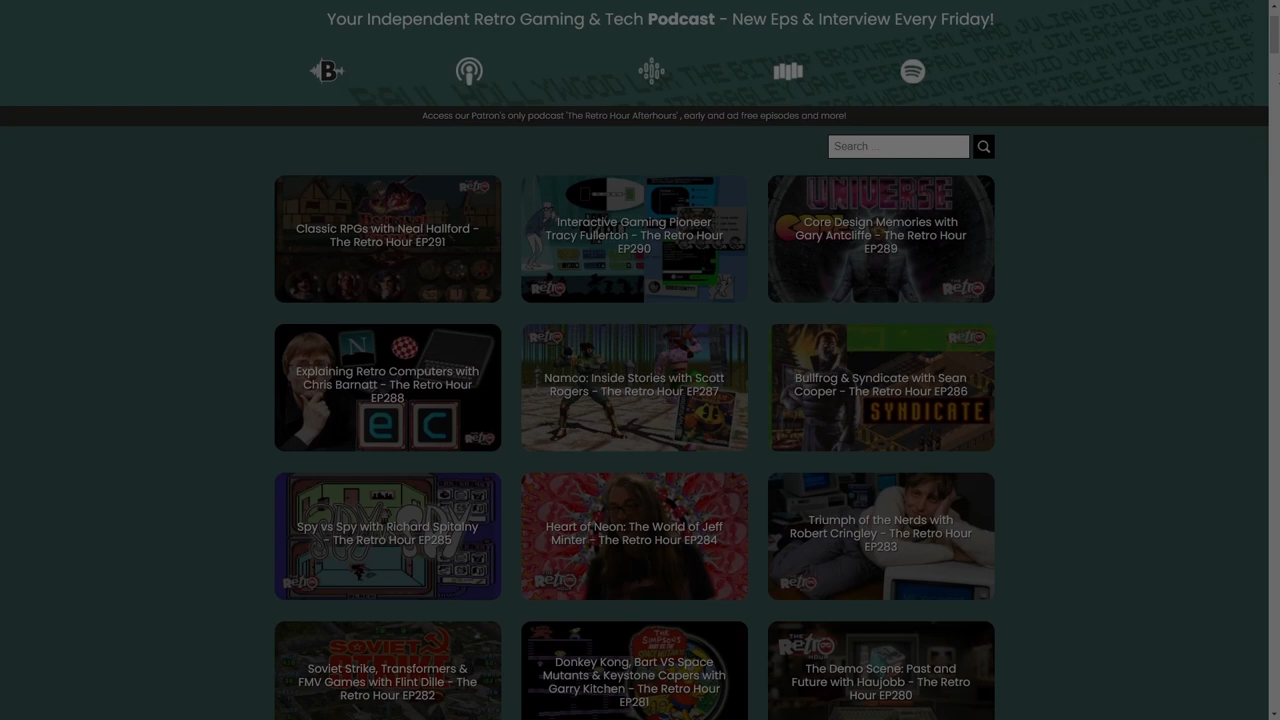 Your Independent Retro Gaming & Tech Podcast - New Eps & Interview Every Friday!
Access our Patron's only podcast 'The Retro Hour Afterhours' , early and ad free episodes and more!
Search ...
Classic RPGs with Neal Hallford -
The Retro Hour EP291
Interactive Gaming Pioneer
Tracy Fullerton - The Retro Hour
EP290
UNIVERSE
Core Design Memories with
Gary Antcliffe - The Retro Hour
EP289
Explaining Retro Computers with
Chris Barnatt - The Retro Hour
EP288
Namco: Inside Stories with Scott
Rogers - The Retro Hour EP287
Bullfrog & Syndicate with Sean
Cooper - The Retro Hour EP286
SYNDICATE
Spy vs Spy with Richard Spitalny
- The Retro Hour EP285
Heart of Neon: The World of Jeff
Minter - The Retro Hour EP284
Triumph of the Nerds with
Robert Cringley - The Retro Hour
EP283
SOVIET
Soviet Strike, Transformers &
FMV Games with Flint Dille - The
Retro Hour EP282
Donkey Kong, Bart VS Space
Mutants & Keystone Capers with
Garry Kitchen - The Retro Hour
EP281
The Demo Scene: Past and
Future with Haujobb - The Retro
Hour EP280